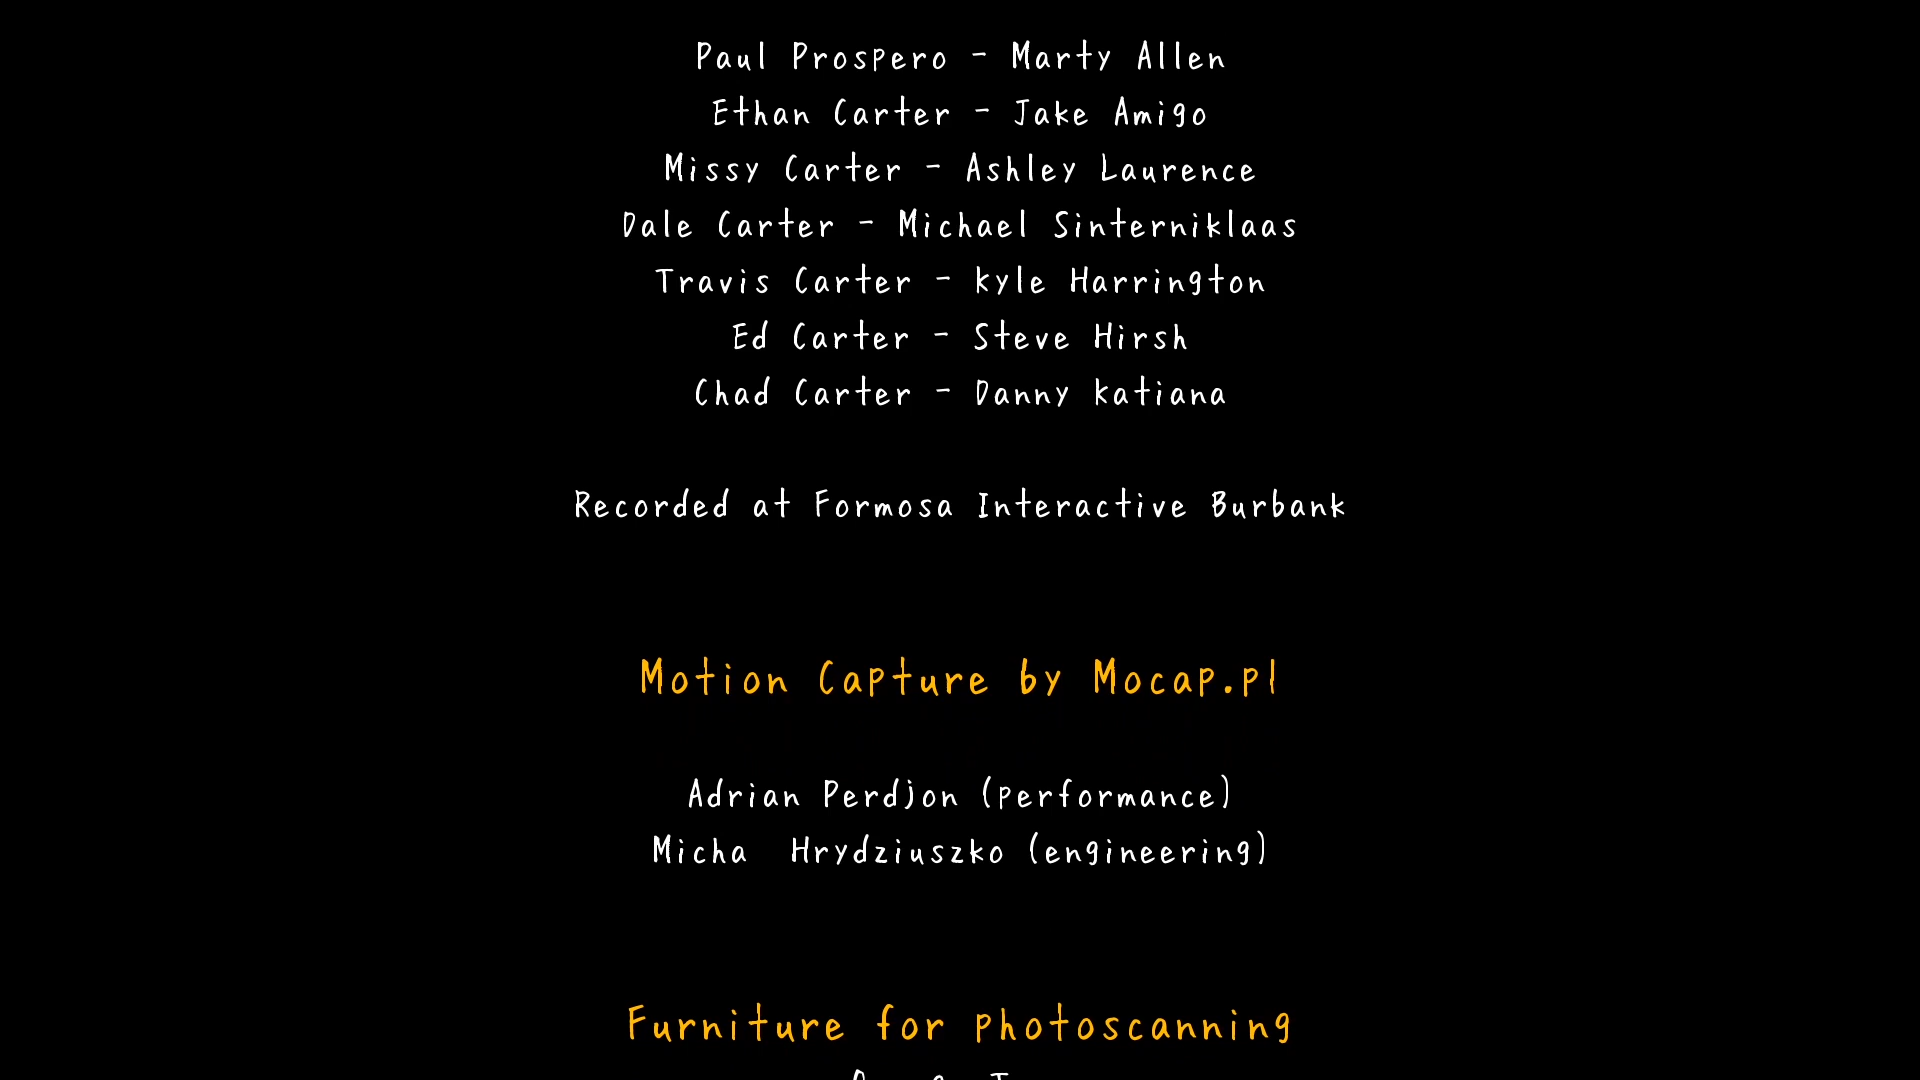 Paul Prospero - Marty Allen
Ethan Carter - Jake Amigo
Missy Carter - Ashley Laurence
Dale Carter - Michael Sinterniklaas
Travis Carter - kyle Harrington
Ed Carter - Steve Hirsh
Chad Carter - Danny katiana
Recorded at Formosa Interactive Burbank
Motion Capture by Mocap.pl
Adrian Perdjon (performance)
Micha Hrydziuszko (engineering)
Furniture for photoscanning